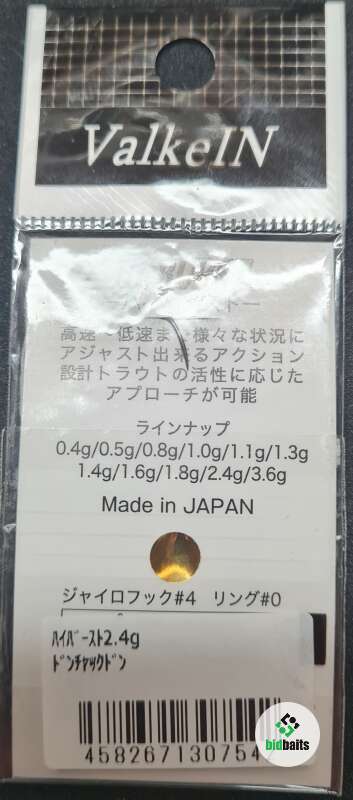 ValkeIN
高速〜低速まで様々な状況に
アジャスト出来るアクション
設計トラウトの活性に応じた
アプローチが可能
ラインナップ
0.4g/0.5g/0.8g/1.0g/1.1g/1.3g
1.4g/1.6g/1.8g/2.4g/3.6g
Made in JAPAN
ジャイロフック#4 リング#0
ﾊｲﾊﾞｰｽﾄ2.4g
ﾄﾞﾝﾁｬｯｸﾄﾞﾝ
458267130754
bidbaits